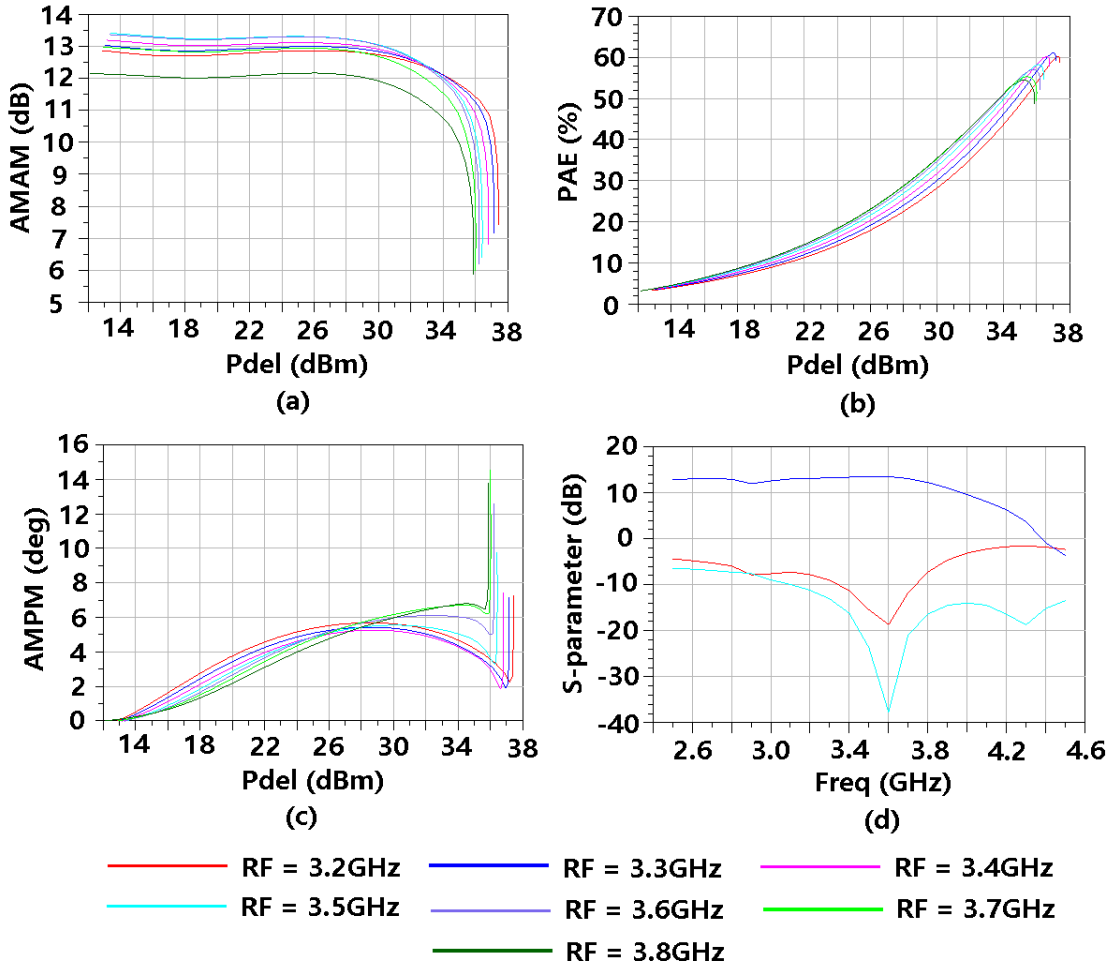 14
13
12
11
10
9
8
7
6
5
AMAM (dB)
14 18 22 26 30 34 38
Pdel (dBm)
(a)
70
60
50
40
30
20
10
0
PAE (%)
14 18 22 26 30 34 38
Pdel (dBm)
(b)
16
14
12
10
8
6
4
2
0
AMPM (deg)
14 18 22 26 30 34 38
Pdel (dBm)
(c)
20
10
0
-10
-20
-30
-40
S-parameter (dB)
2.6 3.0 3.4 3.8 4.2 4.6
Freq (GHz)
(d)
RF = 3.2GHz RF = 3.3GHz RF = 3.4GHz
RF = 3.5GHz RF = 3.6GHz RF = 3.7GHz
RF = 3.8GHz